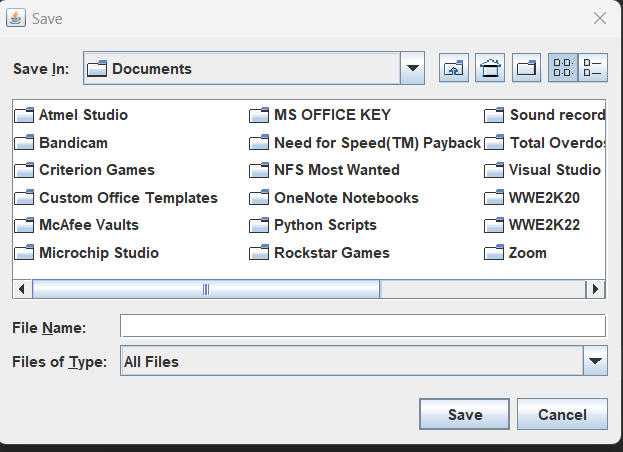 Save
Save In: Documents
Atmel Studio
Bandicam
Criterion Games
Custom Office Templates
McAfee Vaults
Microchip Studio
MS OFFICE KEY
Need for Speed(TM) Payback
NFS Most Wanted
OneNote Notebooks
Python Scripts
Rockstar Games
Sound record
Total Overdos
Visual Studio
WWE2K20
WWE2K22
Zoom
File Name:
Files of Type: All Files
Save Cancel